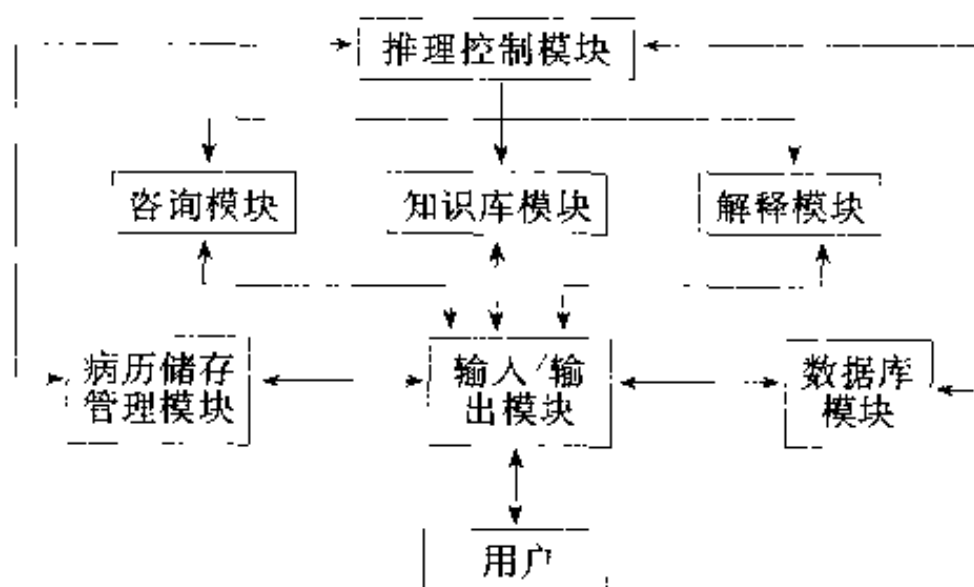 推理控制模块
咨询模块
知识库模块
解释模块
病历储存
管理模块
输入/输
出模块
数据库
模块
用户